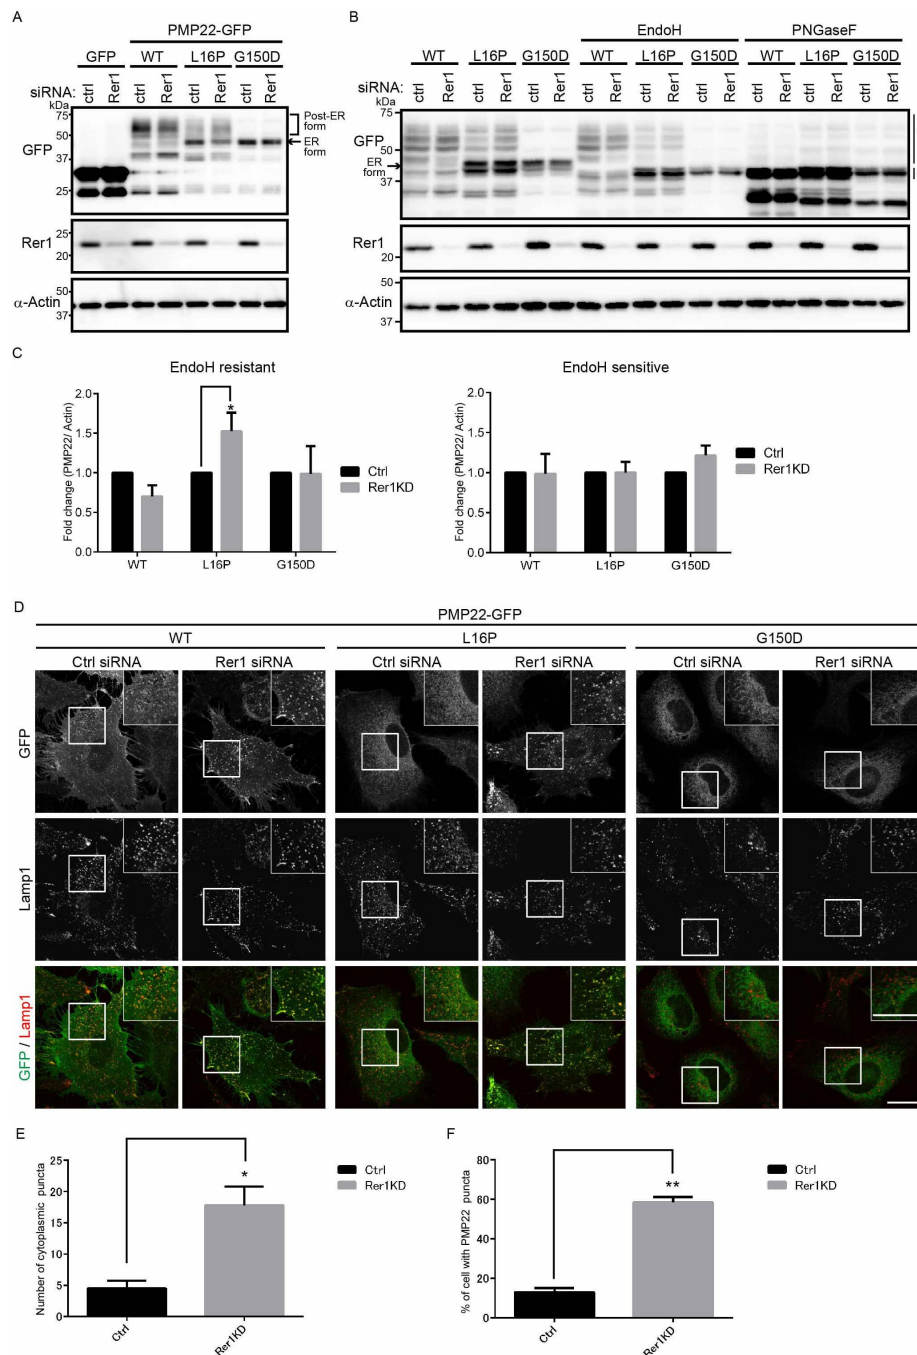 A
PMP22-GFP
GFP WT L16P G150D
siRNA: ctrl Rer1 ctrl Rer1 ctrl Rer1 ctrl Rer1
kDa
75
50
37
25
GFP
Post-ER
form
ER
form
25
20
Rer1
50
37
α-Actin
B
EndoH PNGaseF
WT L16P G150D WT L16P G150D WT L16P G150D
siRNA: ctrl Rer1 ctrl Rer1 ctrl Rer1 ctrl Rer1 ctrl Rer1 ctrl Rer1 ctrl Rer1 ctrl Rer1 ctrl Rer1
kDa
75
50
GFP
ER
form
37
25
Rer1
20
50
α-Actin
37
C
EndoH resistant
Fold change (PMP22/ Actin)
2.0
1.5
1.0
0.5
0.0
*
WT L16P G150D
Ctrl
Rer1KD
EndoH sensitive
Fold change (PMP22/ Actin)
2.0
1.5
1.0
0.5
0.0
WT L16P G150D
Ctrl
Rer1KD
D
PMP22-GFP
WT L16P G150D
Ctrl siRNA Rer1 siRNA Ctrl siRNA Rer1 siRNA Ctrl siRNA Rer1 siRNA
GFP
Lamp1
GFP / Lamp1
E
Number of cytoplasmic puncta
25
20
15
10
5
0
*
Ctrl Rer1KD
Ctrl
Rer1KD
F
% of cell with PMP22 puncta
80
60
40
20
0
**
Ctrl Rer1KD
Ctrl
Rer1KD